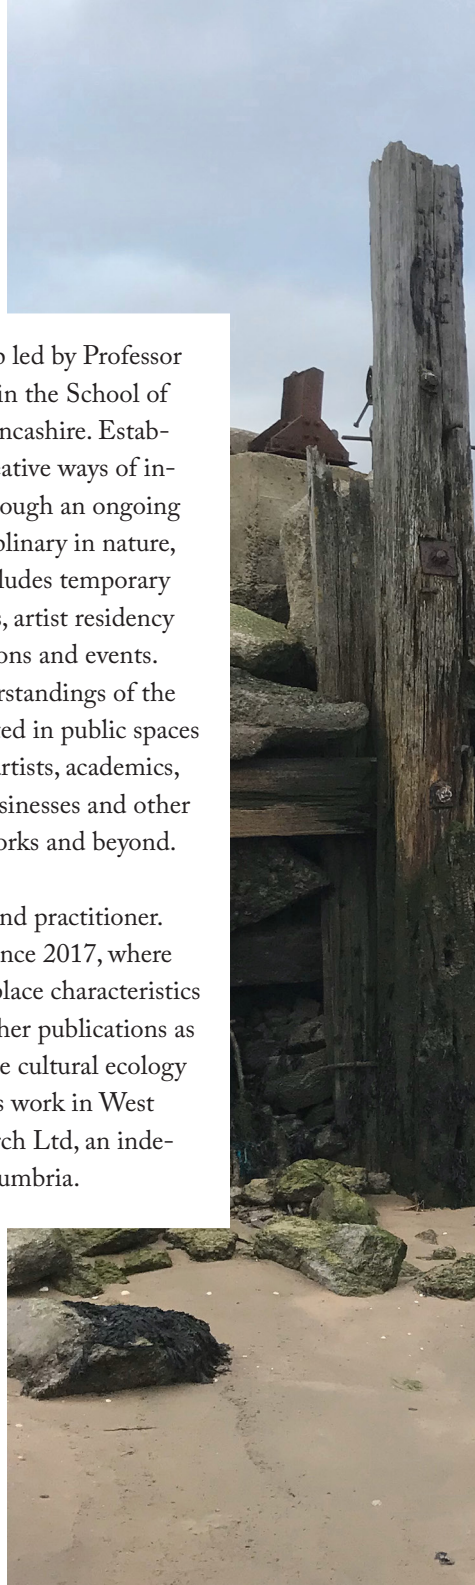 led by Professor
in the School of
ncashire. Estab-
ative ways of in-
ough an ongoing
plinary in nature,
ludes temporary
s, artist residency
ons and events.
rstandings of the
ed in public spaces
rtists, academics,
sinesses and other
orks and beyond.
nd practitioner.
nce 2017, where
place characteristics
her publications as
e cultural ecology
s work in West
rch Ltd, an inde-
umbria.